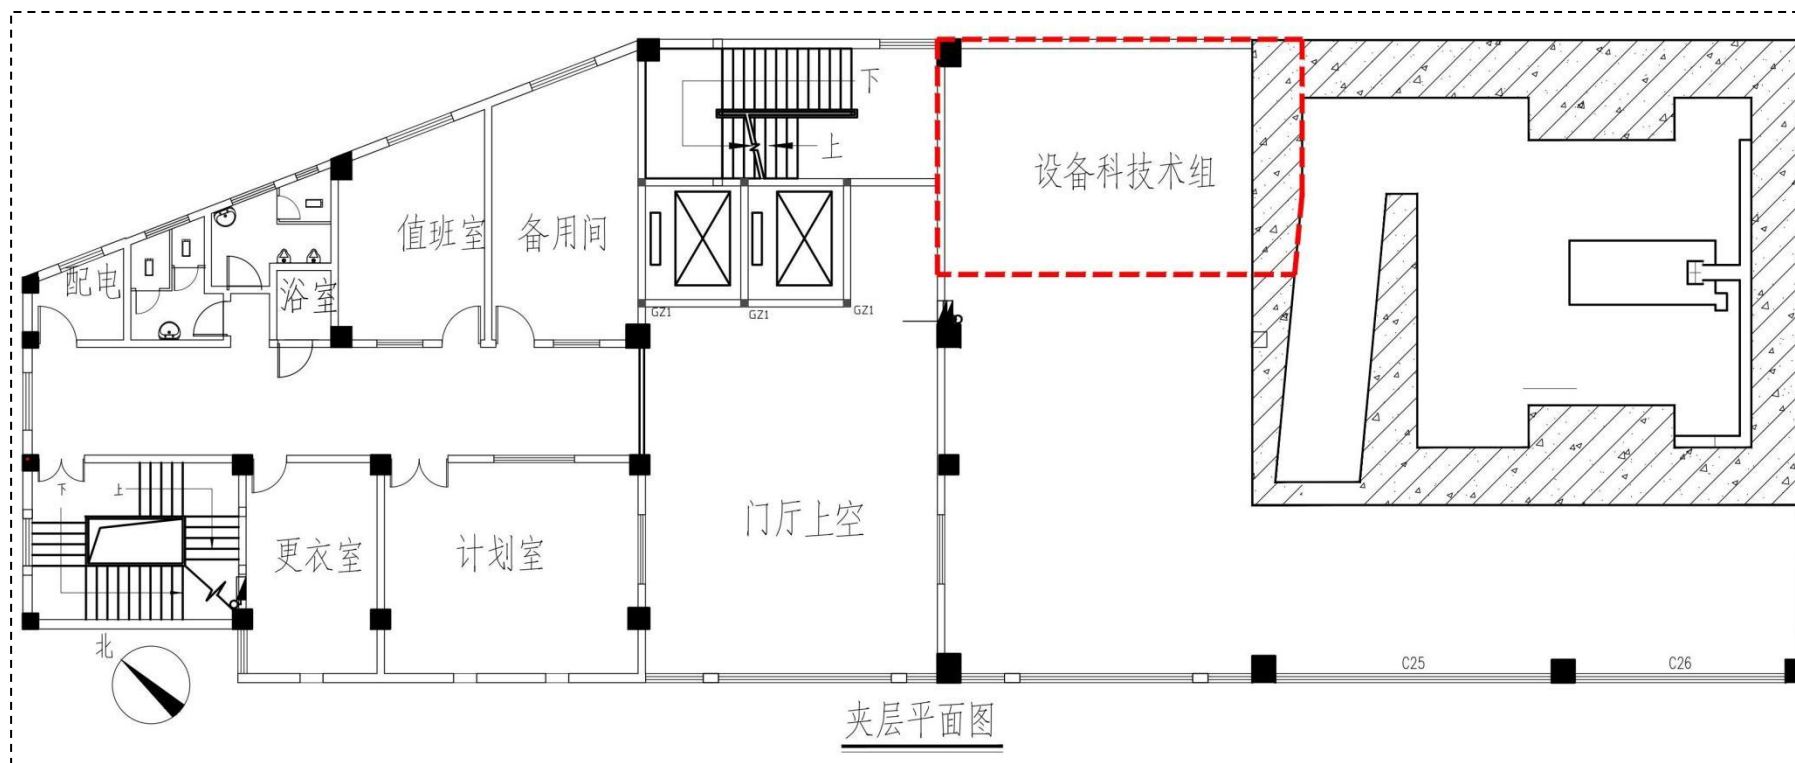 下
上
设备科技术组
值班室
备用间
配电
浴室
GZ1
GZ1
GZ1
下
上
更衣室
计划室
门厅上空
北
C25
C26
夹层平面图